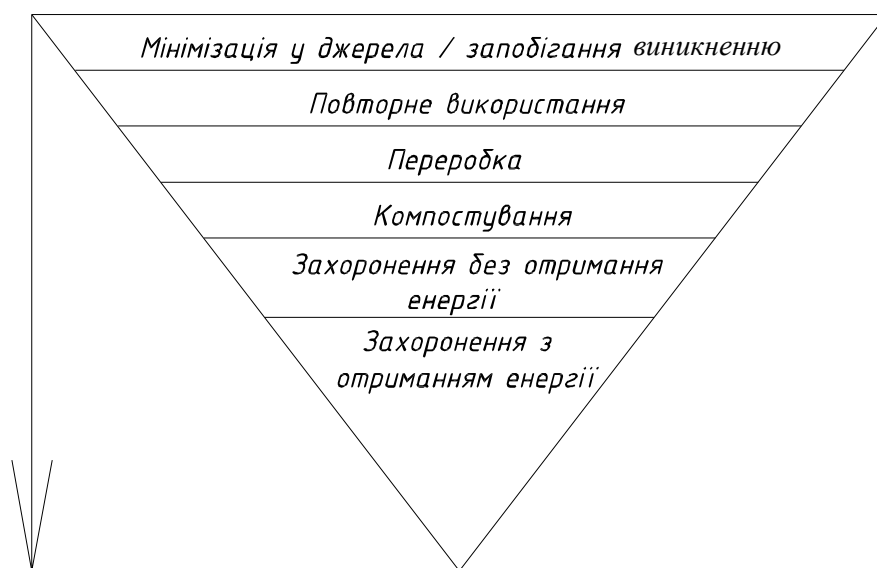 Мінімізація у джерела / запобігання виникненню
Повторне використання
Переробка
Компостування
Захоронення без отримання
енергії
Захоронення з
отриманням енергії